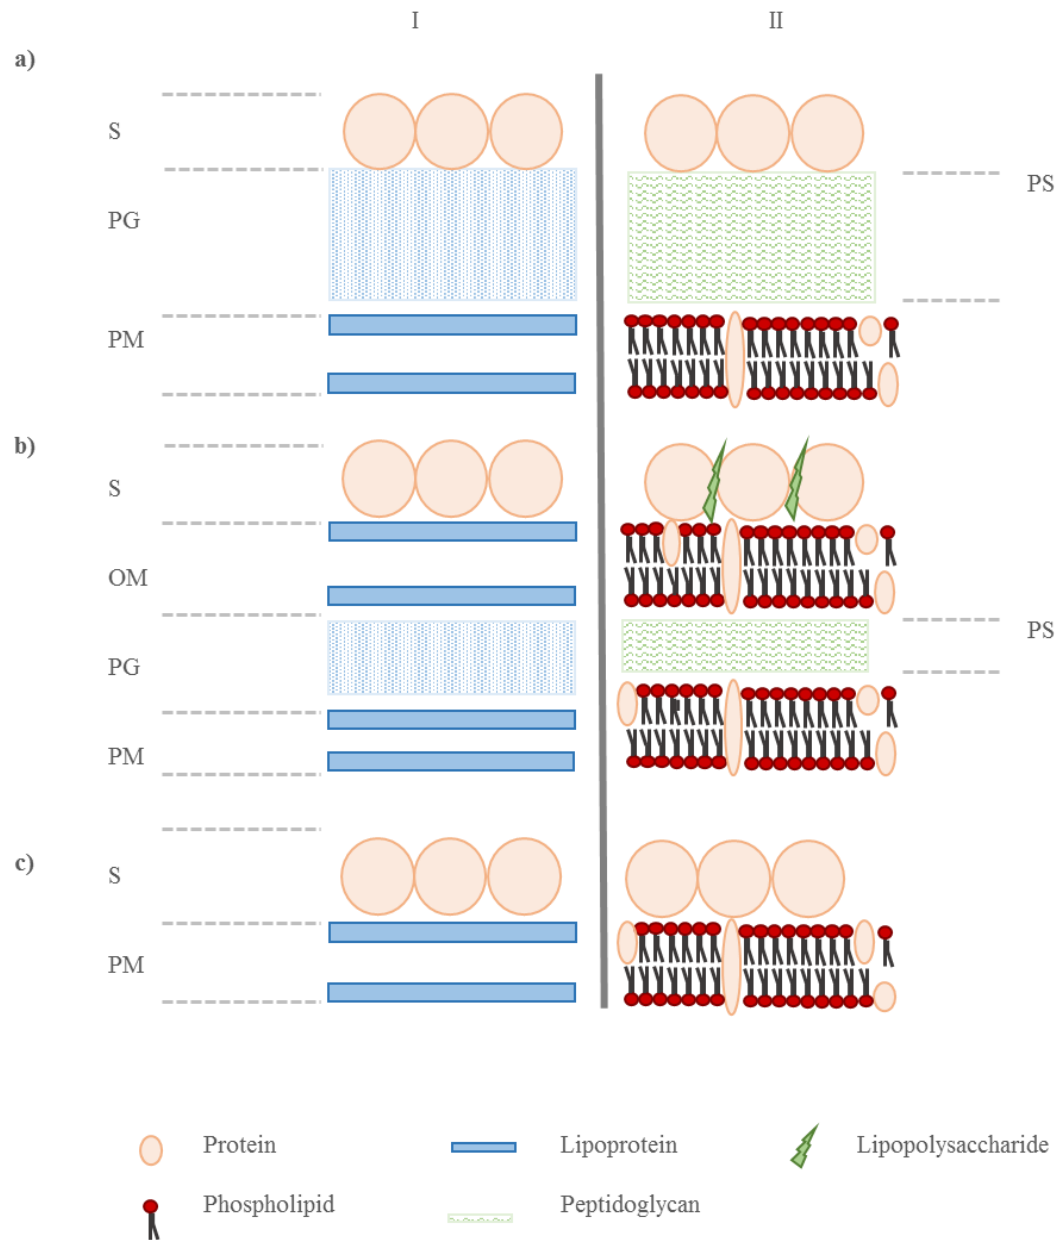 I II
a)
S
PG
PS
PM
b)
S
OM
PG
PS
PM
c)
S
PM
Protein Lipoprotein Lipopolysaccharide
Phospholipid Peptidoglycan